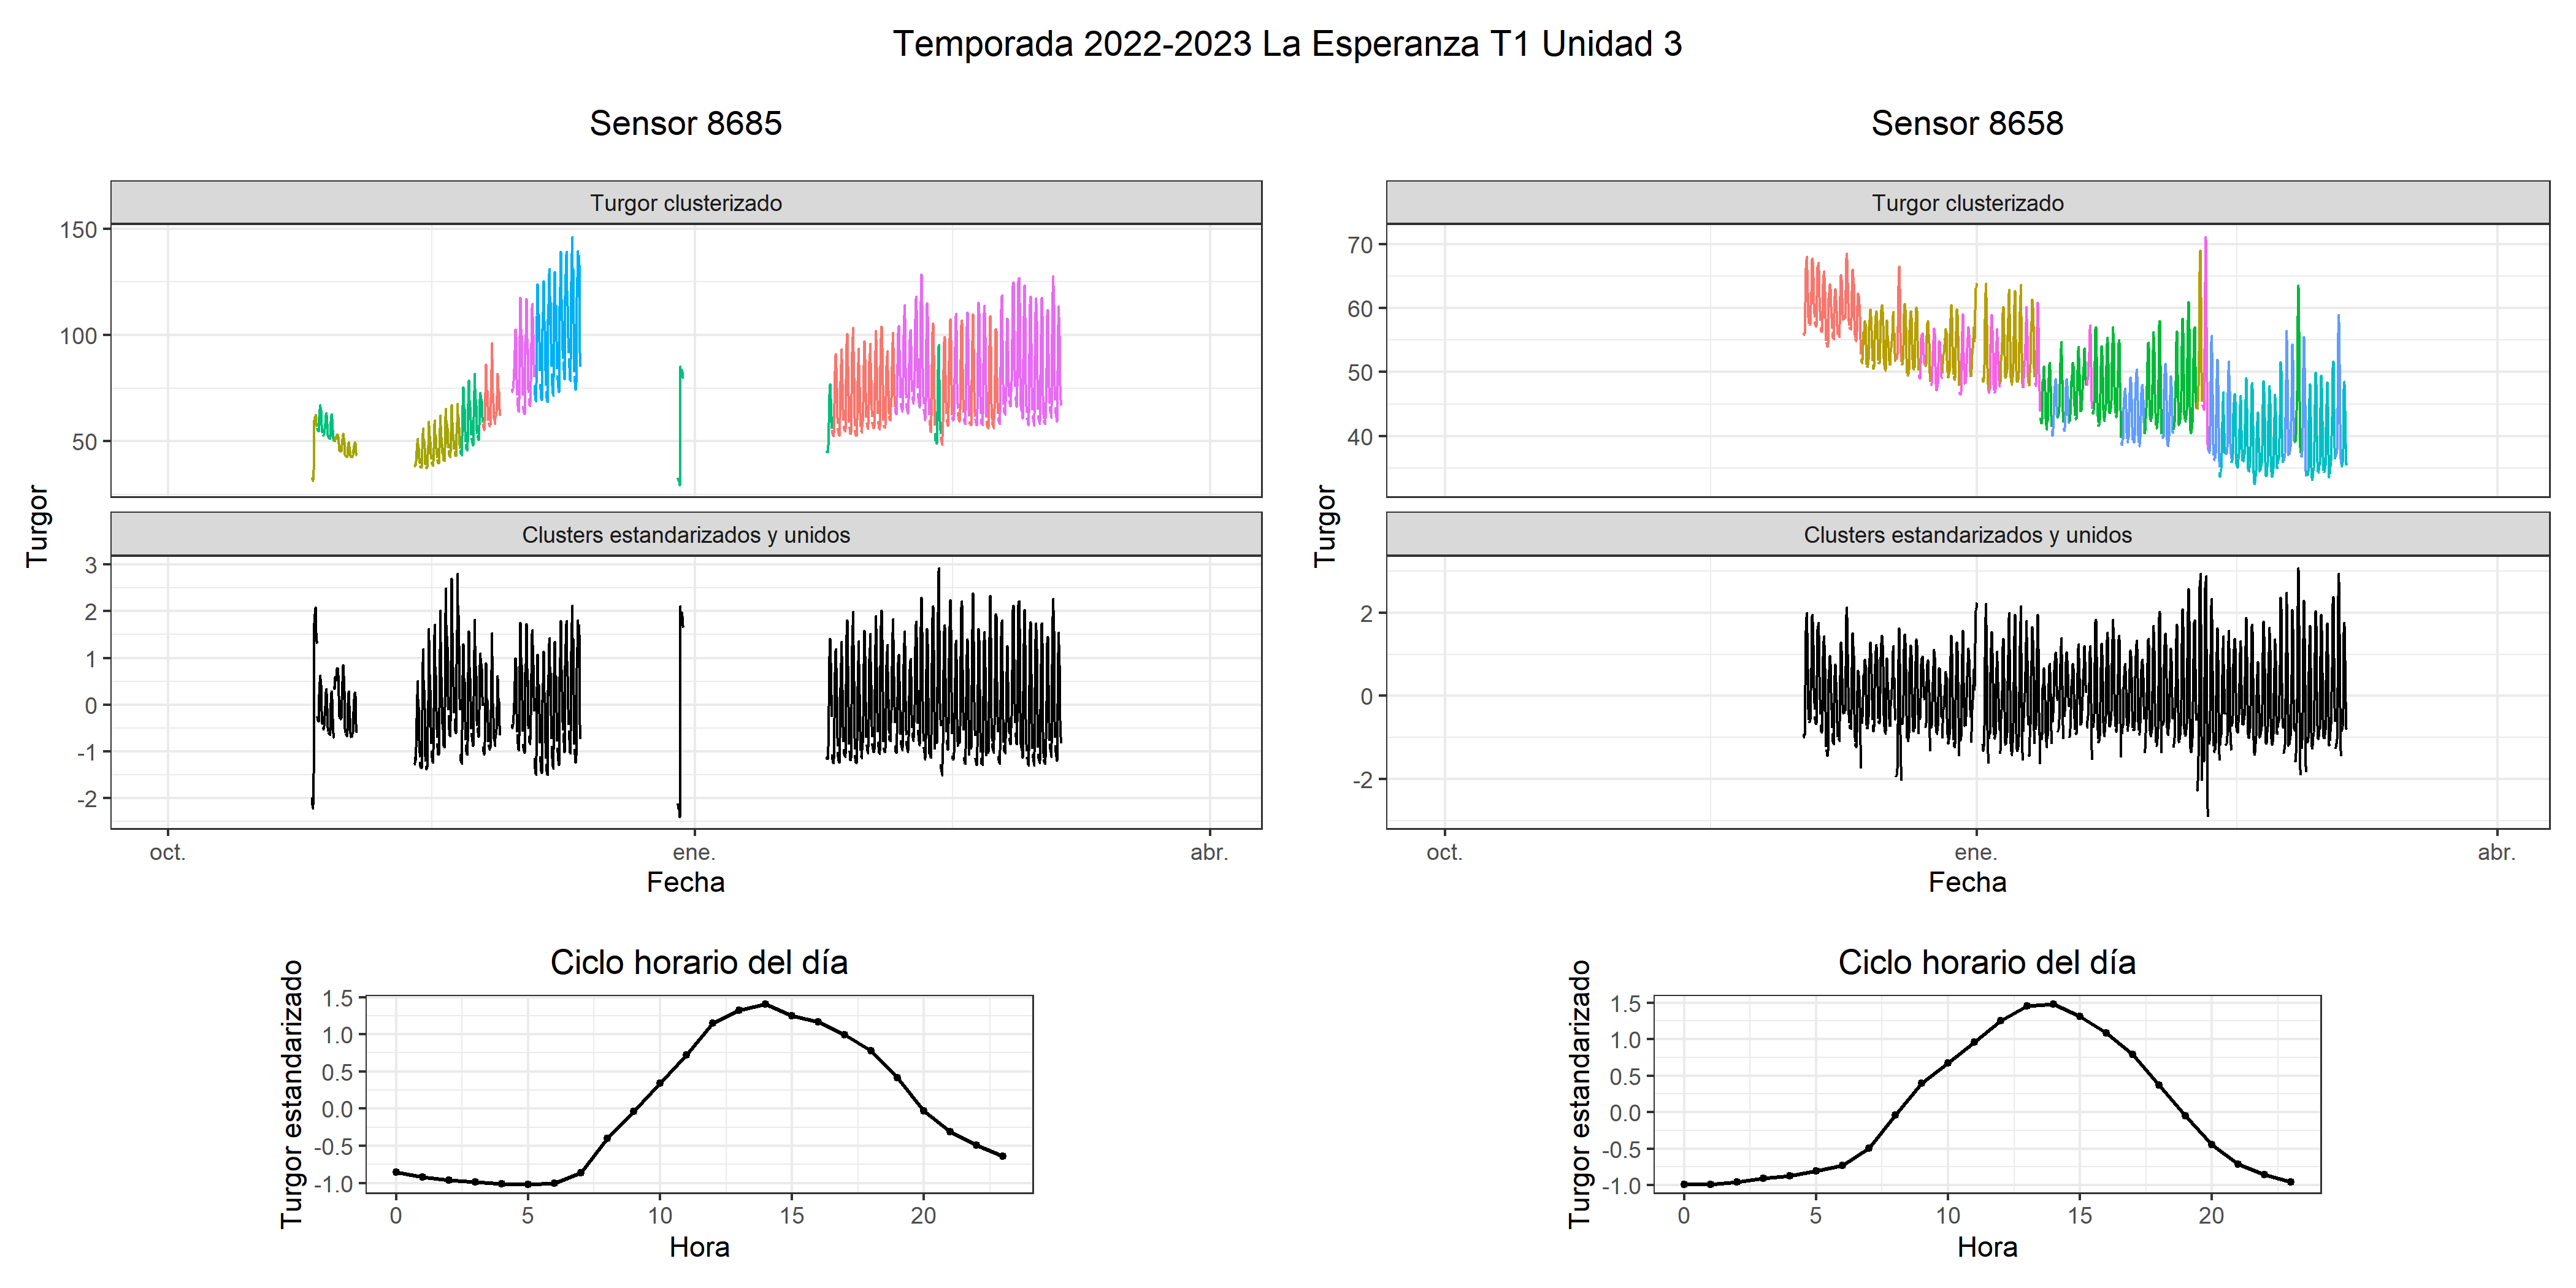 Temporada 2022-2023 La Esperanza T1 Unidad 3
Sensor 8685
Turgor clusterizado
150
100
50
Turgor
Clusters estandarizados y unidos
3
2
1
0
-1
-2
oct. ene. abr.
Fecha
Ciclo horario del día
Turgor estandarizado
1.5
1.0
0.5
0.0
-0.5
-1.0
0 5 10 15 20
Hora
Sensor 8658
Turgor clusterizado
70
60
50
40
Turgor
Clusters estandarizados y unidos
2
0
-2
oct. ene. abr.
Fecha
Ciclo horario del día
Turgor estandarizado
1.5
1.0
0.5
0.0
-0.5
-1.0
0 5 10 15 20
Hora